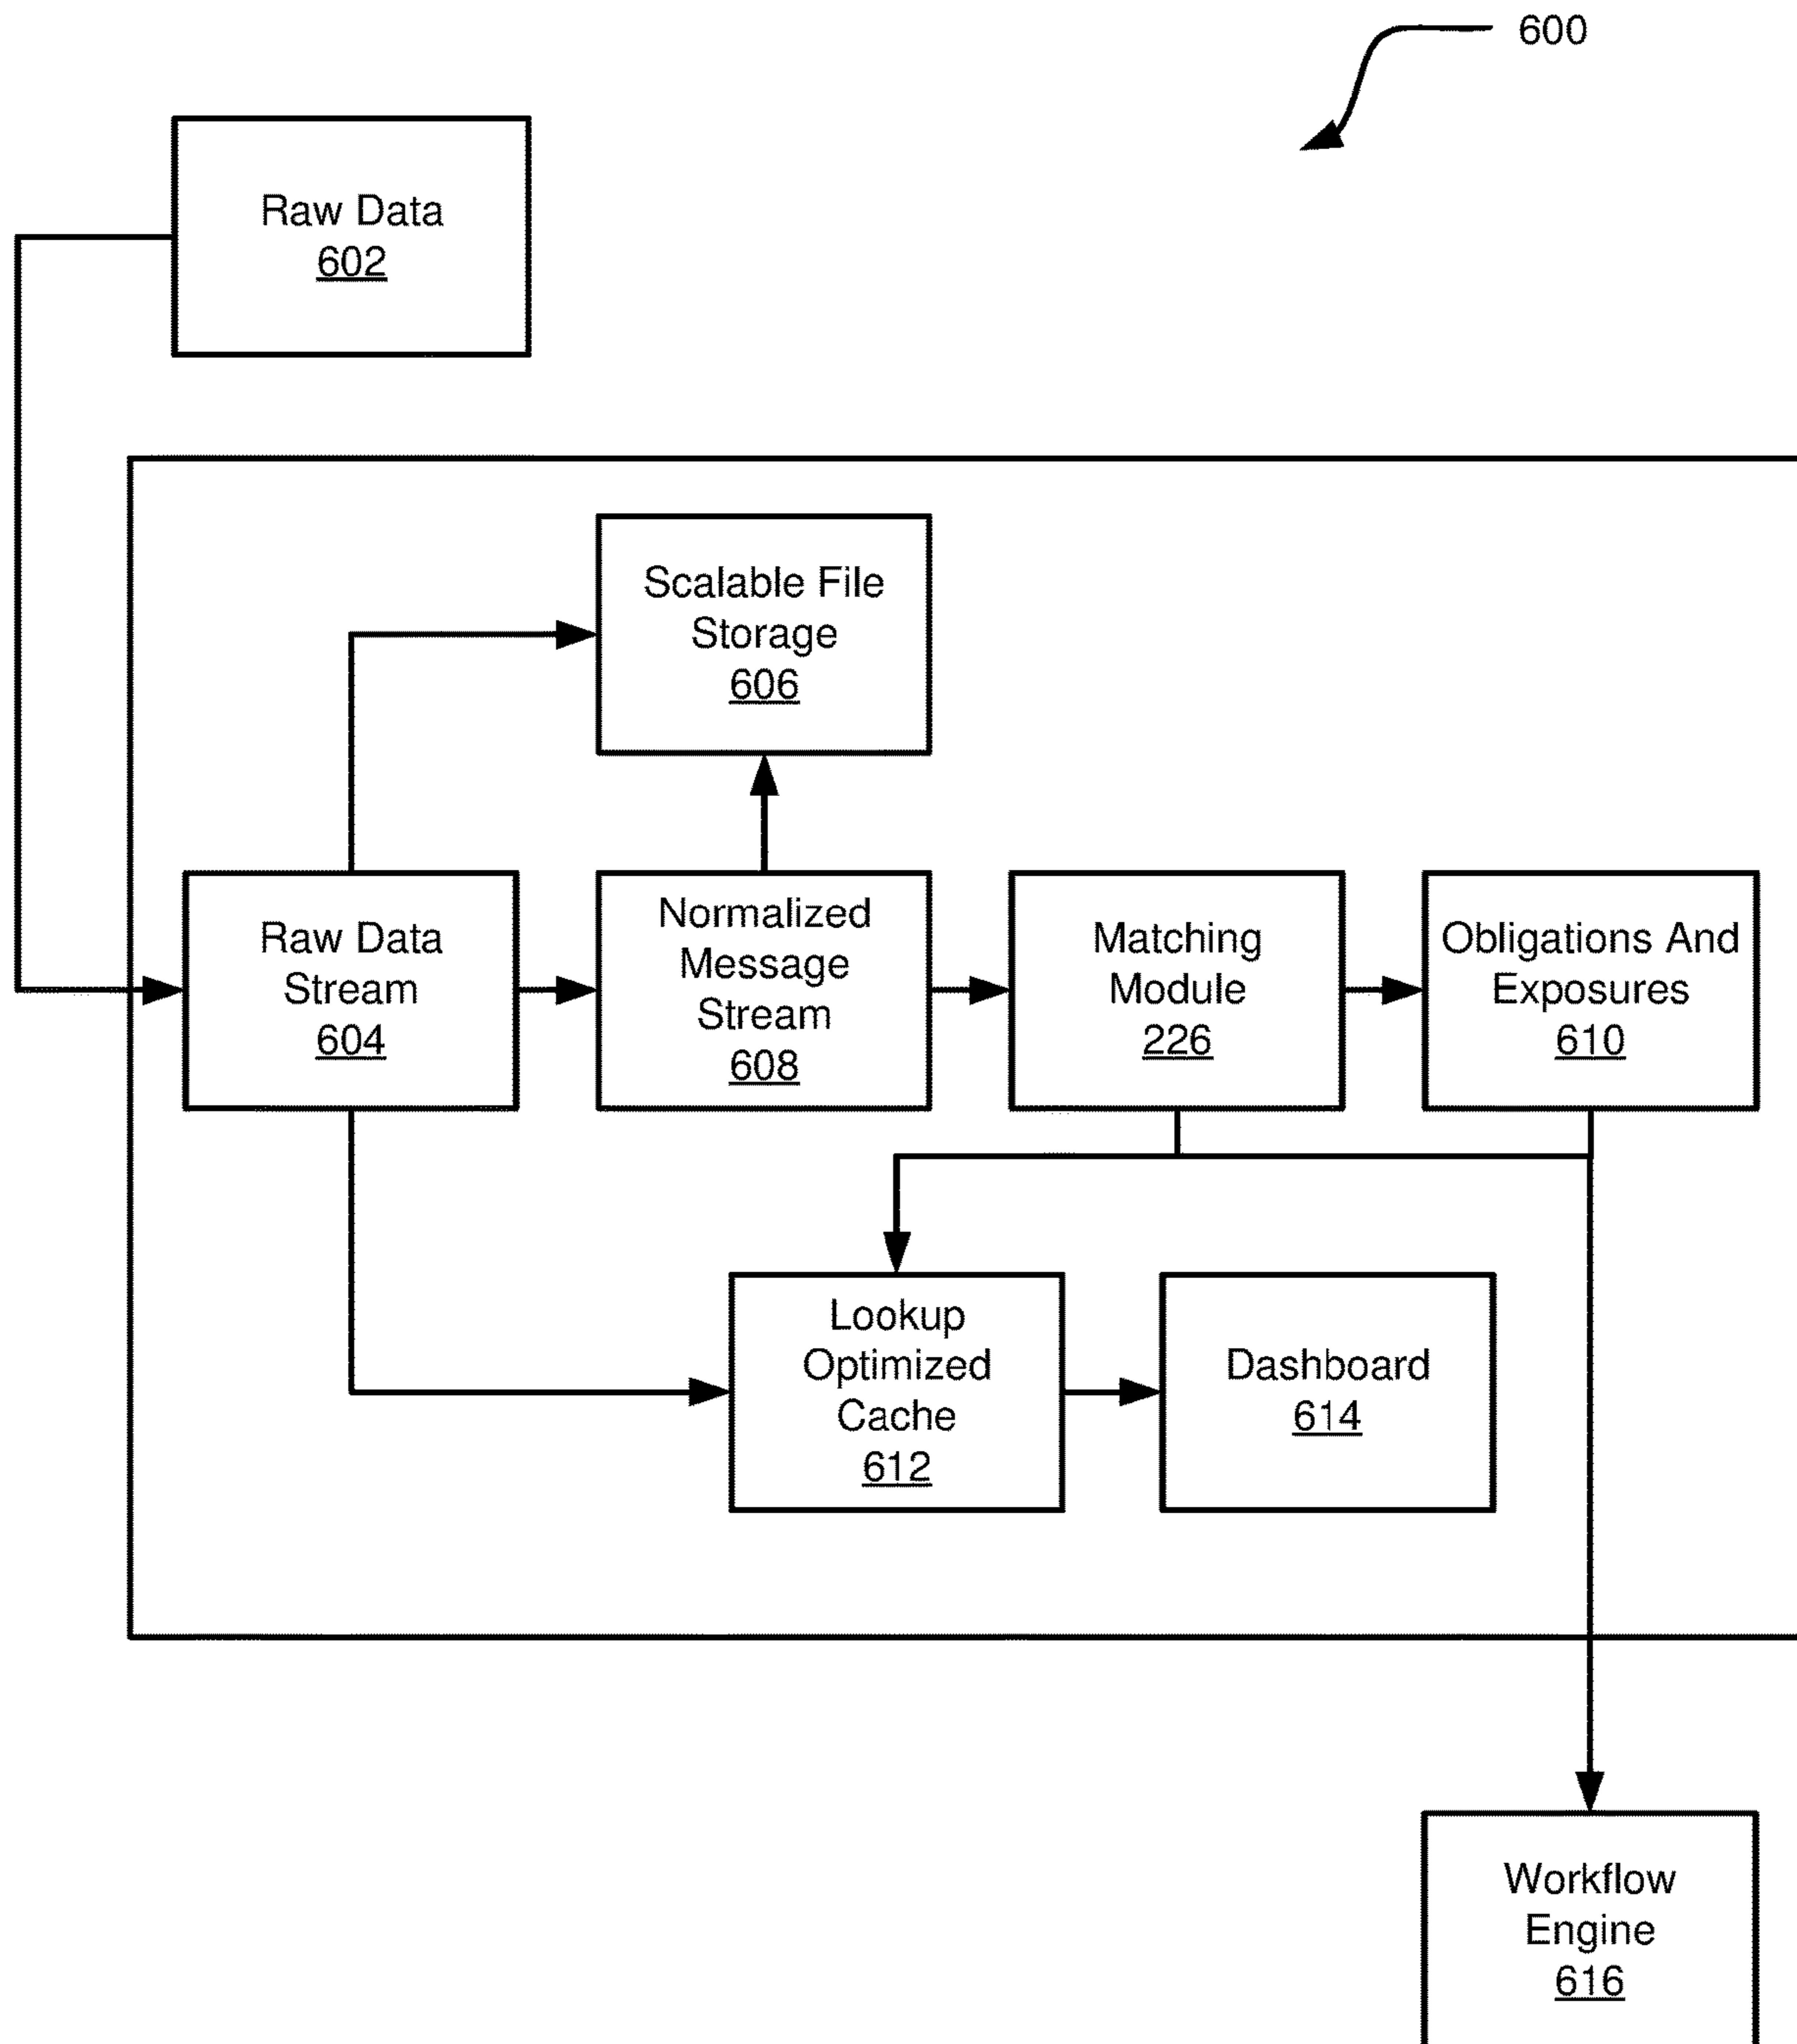 600
Raw Data
602
Scalable File
Storage
606
Raw Data
Stream
604
Normalized
Message
Stream
608
Matching
Module
226
Obligations And
Exposures
610
Lookup
Optimized
Cache
612
Dashboard
614
Workflow
Engine
616